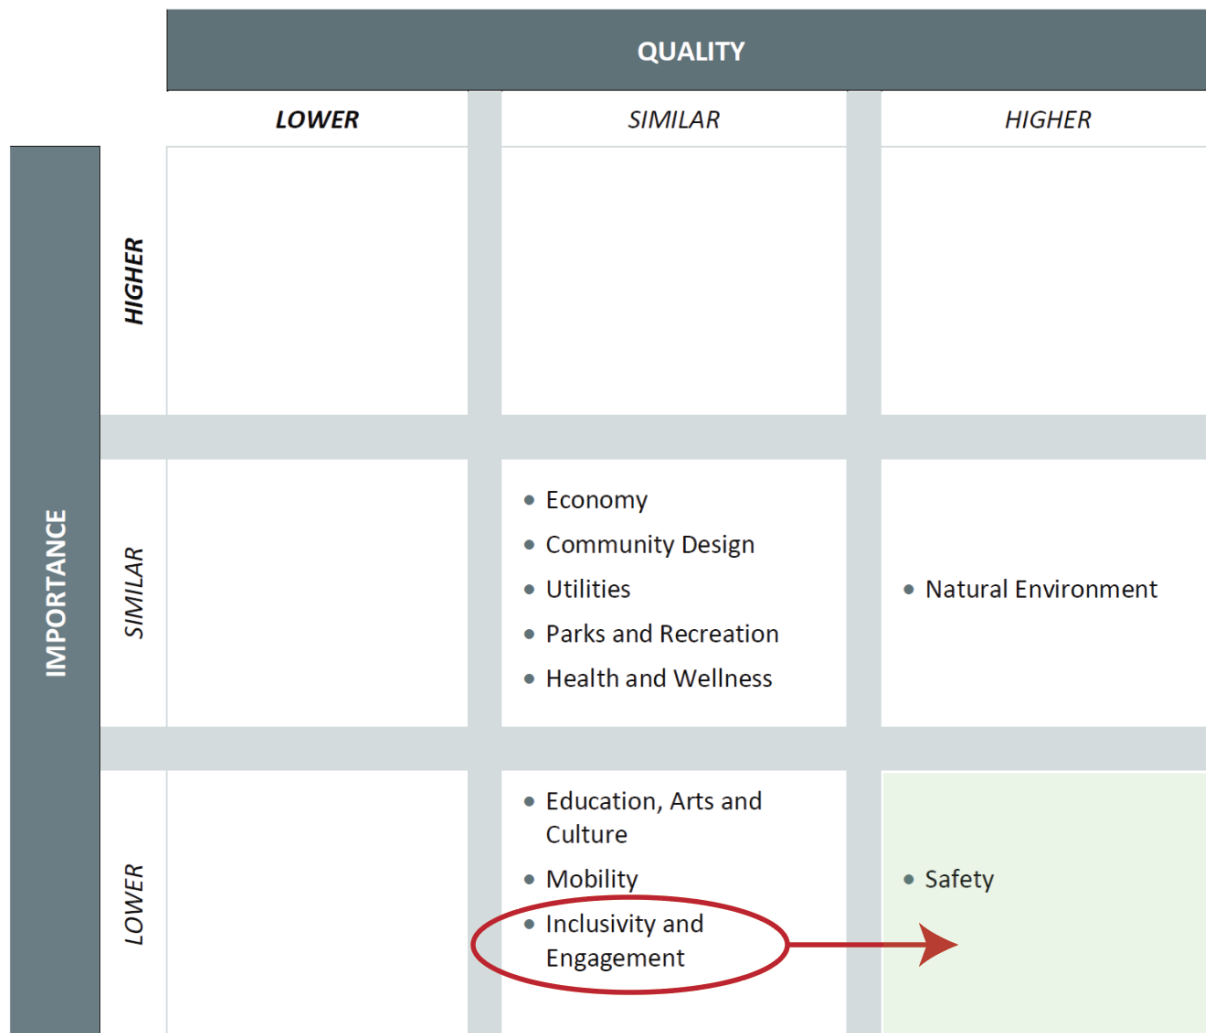 QUALITY
LOWER
SIMILAR
HIGHER
IMPORTANCE
HIGHER
SIMILAR
• Economy
• Community Design
• Utilities
• Parks and Recreation
• Health and Wellness
• Natural Environment
LOWER
• Education, Arts and
Culture
• Mobility
• Inclusivity and
Engagement
• Safety